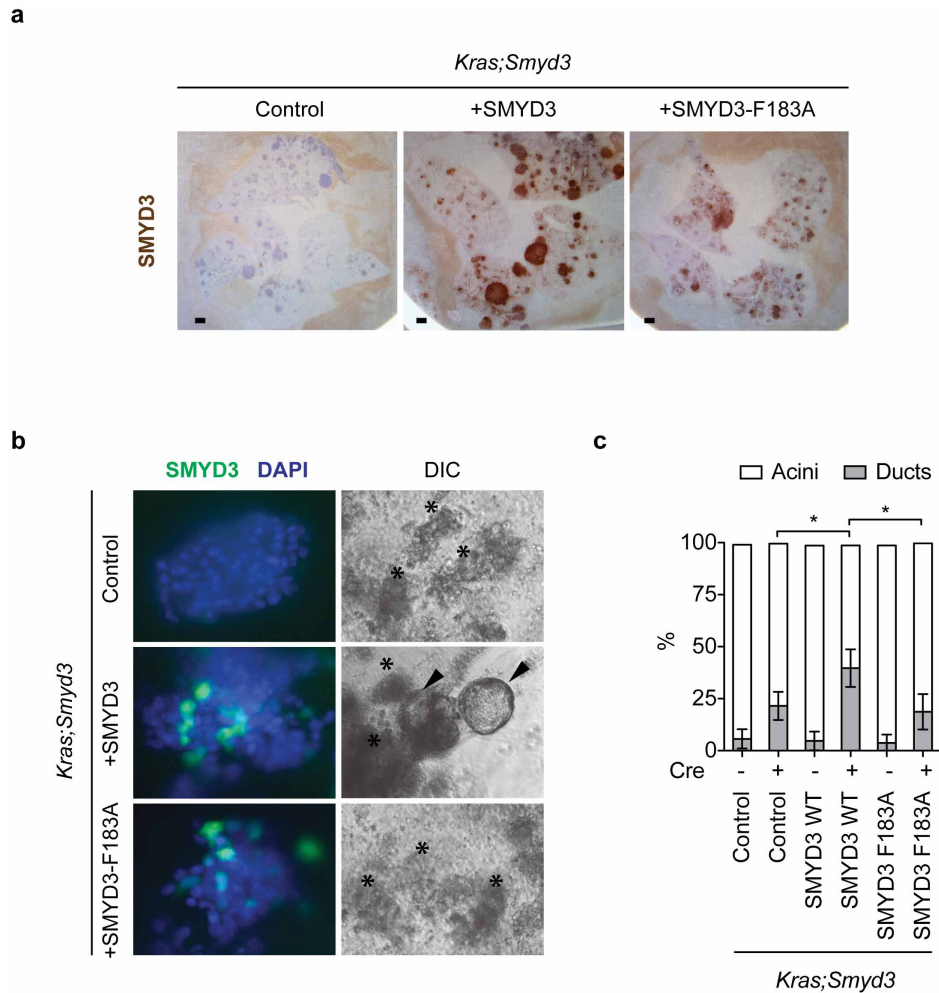 a
Kras;Smyd3
Control +SMYD3 +SMYD3-F183A
SMYD3
b
SMYD3 DAPI DIC
Kras;Smyd3
Control
*
*
*
+SMYD3
*
*
+SMYD3-F183A
*
*
*
c
Acini Ducts
* *
100
75
50
25
0
%
Cre - + - + - +
Control
Control
SMYD3 WT
SMYD3 WT
SMYD3 F183A
SMYD3 F183A
Kras;Smyd3